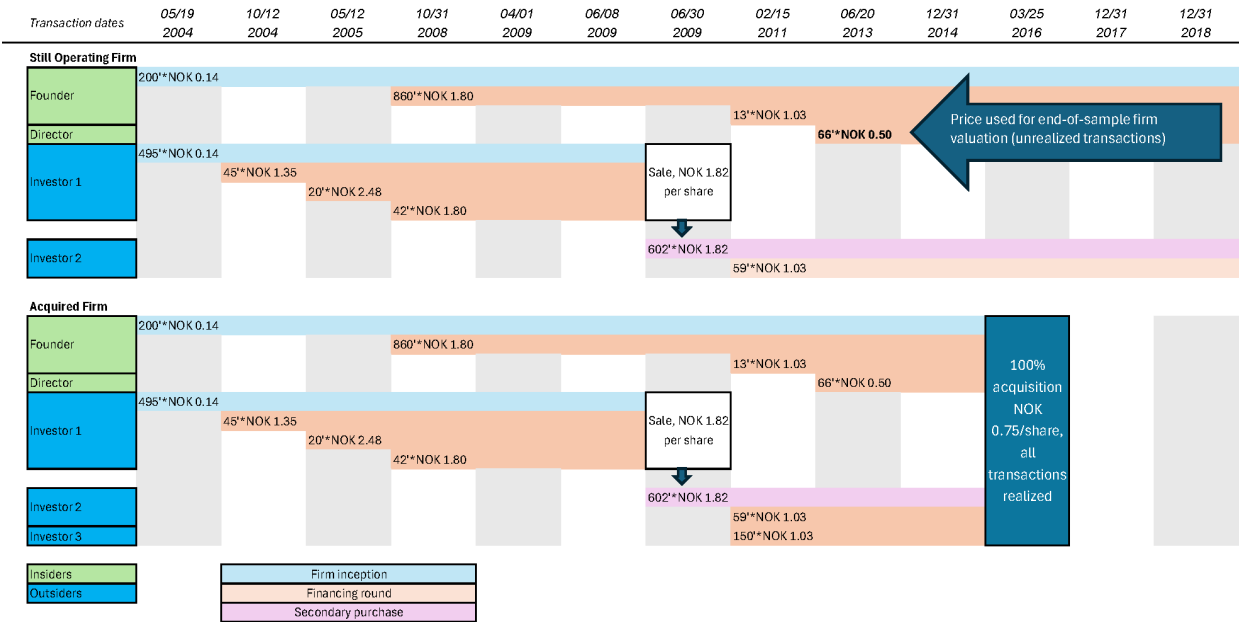 Transaction dates
05/19 10/12 05/12 10/31 04/01 06/08 06/30 02/15 06/20 12/31 03/25 12/31 12/31
2004 2004 2005 2008 2009 2009 2009 2011 2013 2014 2016 2017 2018
Still Operating Firm
Founder
200'*NOK 0.14
860'*NOK 1.80
13'*NOK 1.03
Director
66'*NOK 0.50
Price used for end-of-sample firm
valuation (unrealized transactions)
Investor 1
495'*NOK 0.14
45'*NOK 1.35
20'*NOK 2.48
42'*NOK 1.80
Sale, NOK 1.82
per share
Investor 2
602'*NOK 1.82
59'*NOK 1.03
Acquired Firm
Founder
200'*NOK 0.14
860'*NOK 1.80
13'*NOK 1.03
Director
66'*NOK 0.50
Investor 1
495'*NOK 0.14
45'*NOK 1.35
20'*NOK 2.48
42'*NOK 1.80
Sale, NOK 1.82
per share
Investor 2
602'*NOK 1.82
59'*NOK 1.03
Investor 3
150'*NOK 1.03
100%
acquisition
NOK
0.75/share,
all
transactions
realized
Insiders
Outsiders
Firm inception
Financing round
Secondary purchase